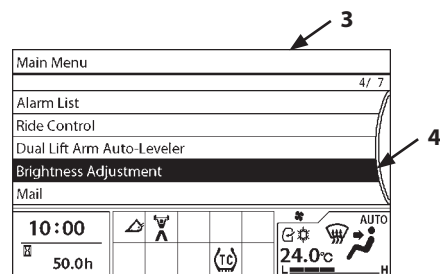 3
Main Menu
4/ 7
Alarm List
Ride Control
Dual Lift Arm Auto-Leveler
Brightness Adjustment
4
Mail
10:00
AUTO
50.0h
TC
24.0℃
L H